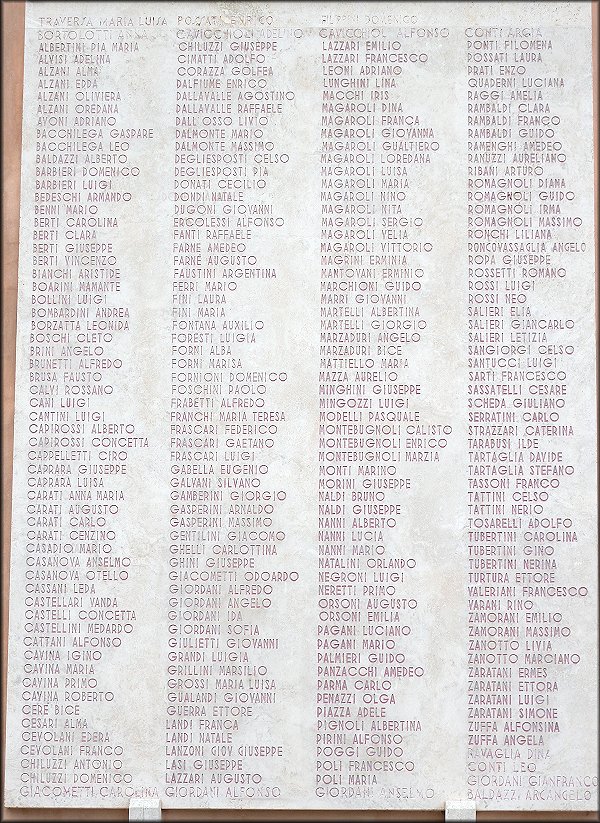 TRAVERSA MARIA LUISA
BORTOLOTTI ANNA
ALBERTINI PIA MARIA
ALVISI ADELINA
ALZANI ALMA
ALZANI EDDA
ALZANI OLIVIERA
ALZANI LOREDANA
AVONI ADRIANO
BACCHILEGA GASPARE
BACCHILEGA LEO
BALDAZZI ALBERTO
BARBIERI DOMENICO
BARBIERI LUIGI
BEDESCHI ARMANDO
BENNI MARIO
BERTI CAROLINA
BERTI CLARA
BERTI GIUSEPPE
BERTI VINCENZO
BIANCHI ARISTIDE
BOARINI MAMANTE
BOLLINI LUIGI
BOMBARDINI ANDREA
BORZATTA LEONIDA
BOSCHI CLETO
BRINI ANGELO
BRUNETTI ALFREDO
BRUSA FAUSTO
CALVI ROSSANO
CANI LUIGI
CANTINI LUIGI
CAPIROSSI ALBERTO
CAPIROSSI CONCETTA
CAPPELLETTI CIRO
CAPRARA GIUSEPPE
CAPRARA LUISA
CARATI ANNA MARIA
CARATI AUGUSTO
CARATI CARLO
CARATI CENZINO
CASADIO MARIO
CASANOVA ANSELMO
CASANOVA OTELLO
CASSANI LEDA
CASTELLARI VANDA
CASTELLI CONCETTA
CASTELLINI MEDARDO
CATTANI ALFONSO
CAVINA IGINO
CAVINA MARIA
CAVINA PRIMO
CAVINA ROBERTO
CERÈ BICE
CESARI ALMA
CEVOLANI EDERA
CEVOLANI FRANCO
CHILUZZI ANTONIO
CHILUZZI DOMENICO
GIACOMETTI CAROLINA
POSSATI ENRICO
CAVICCHIOLI ADELINO
CHILUZZI GIUSEPPE
CIMATTI ADOLFO
CORAZZA GOLFEA
DALFIUME ENRICO
DALLAVALLE AGOSTINO
DALLAVALLE RAFFAELE
DALL'OSSO LIVIO
DALMONTE MARIO
DALMONTE MASSIMO
DEGLIESPOSTI CELSO
DEGLIESPOSTI PIA
DONATI CECILIO
DONDI NATALE
DUGONI GIOVANNI
ERCOLESSI ALFONSO
FANTI RAFFAELE
FARNÈ AMEDEO
FARNÈ AUGUSTO
FAUSTINI ARGENTINA
FERRI MARIO
FINI LAURA
FINI MARIA
FONTANA AUXILIO
FORESTI LUIGIA
FORNI ALBA
FORNI MARISA
FORNIONI DOMENICO
FOSCHINI PAOLO
FRABETTI ALFREDO
FRANCHI MARIA TERESA
FRASCARI FEDERICO
FRASCARI GAETANO
FRASCARI LUIGI
GABELLA EUGENIO
GALVANI SILVANO
GAMBERINI GIORGIO
GASPERINI ARNALDO
GASPERINI MASSIMO
GENTILINI GIACOMO
GHELLI CARLOTTINA
GHINI GIUSEPPE
GIACOMETTI ODOARDO
GIORDANI ALFREDO
GIORDANI ANGELO
GIORDANI IDA
GIORDANI SOFIA
GIULIETTI GIOVANNI
GRANDI LUIGIA
GRILLINI MARSILIO
GROSSI MARIA LUISA
GUALANDI GIOVANNI
GUERRA ETTORE
LANDI FRANCA
LANDI NATALE
LANZONI GIOV GIUSEPPE
LASI GIUSEPPE
LAZZARI AUGUSTO
GIORDANI ALFONSO
FILIPPINI DOMENICO
CAVICCHIOLI ALFONSO
LAZZARI EMILIO
LAZZARI FRANCESCO
LEONI ADRIANO
LUNGHINI LINA
MACCHI IRIS
MAGAROLI DINA
MAGAROLI FRANCA
MAGAROLI GIOVANNA
MAGAROLI GUALTIERO
MAGAROLI LOREDANA
MAGAROLI LUISA
MAGAROLI MARIA
MAGAROLI NINO
MAGAROLI NITA
MAGAROLI SERGIO
MAGAROLI VELIA
MAGAROLI VITTORIO
MAGRINI ERMINIA
MANTOVANI ERMINIO
MARCHIONI GUIDO
MARRI GIOVANNI
MARTELLI ALBERTINA
MARTELLI GIORGIO
MARZADURI ANGELO
MARZADURI BICE
MATTIELLO MARIA
MAZZA AURELIO
MINGHINI GIUSEPPE
MINGOZZI LUIGI
MODELLI PASQUALE
MONTEBUGNOLI CALISTO
MONTEBUGNOLI ENRICO
MONTEBUGNOLI MARZIA
MONTI MARINO
MORINI GIUSEPPE
NALDI BRUNO
NALDI GIUSEPPE
NANNI ALBERTO
NANNI LUCIA
NANNI MARIO
NATALINI ORLANDO
NEGRONI LUIGI
NERETTI PRIMO
ORSONI AUGUSTO
ORSONI EMILIA
PAGANI LUCIANO
PAGANI MARIO
PALMIERI GUIDO
PANZACCHI AMEDEO
PARMA CARLO
PENAZZI OLGA
PIAZZA ADELE
PIGNOLI ALBERTINA
PIRINI ALFONSO
POGGI GUIDO
POLI FRANCESCO
POLI MARIA
GIORDANI ANSELMO
CONTI ARGIA
PONTI FILOMENA
POSSATI LAURA
PRATI ENZO
QUADERNI LUCIANA
RAGGI AMELIA
RAMBALDI CLARA
RAMBALDI FRANCO
RAMBALDI GUIDO
RAMENGHI AMEDEO
RANUZZI AURELIANO
RIBANI ARTURO
ROMAGNOLI DIANA
ROMAGNOLI GUIDO
ROMAGNOLI IRMA
ROMAGNOLI MASSIMO
RONCHI LILIANA
RONCOVASSAGLIA ANGELO
ROPA GIUSEPPE
ROSSETTI ROMANO
ROSSI LUIGI
ROSSI NEO
SALIERI ELIA
SALIERI GIANCARLO
SALIERI LETIZIA
SANGIORGI CELSO
SANTUCCI LUIGI
SARTI FRANCESCO
SASSATELLI CESARE
SCHEDA GIULIANO
SERRATINI CARLO
STRAZZARI CATERINA
TARABUSI ILDE
TARTAGLIA DAVIDE
TARTAGLIA STEFANO
TASSONI FRANCO
TATTINI CELSO
TATTINI NERIO
TOSARELLI ADOLFO
TUBERTINI CAROLINA
TUBERTINI GINO
TUBERTINI NERINA
TURTURA ETTORE
VALERIANI FRANCESCO
VARANI RINO
ZAMORANI EMILIO
ZAMORANI MASSIMO
ZANOTTO LIVIA
ZANOTTO MARCIANO
ZARATANI ERMES
ZARATANI ETTORA
ZARATANI LUIGI
ZARATANI SIMONE
ZUFFA ALFONSINA
ZUFFA ANGELA
RAVAGLIA DINA
CONTI LEO
GIORDANI GIANFRANCO
BALDAZZI ARCANGELO